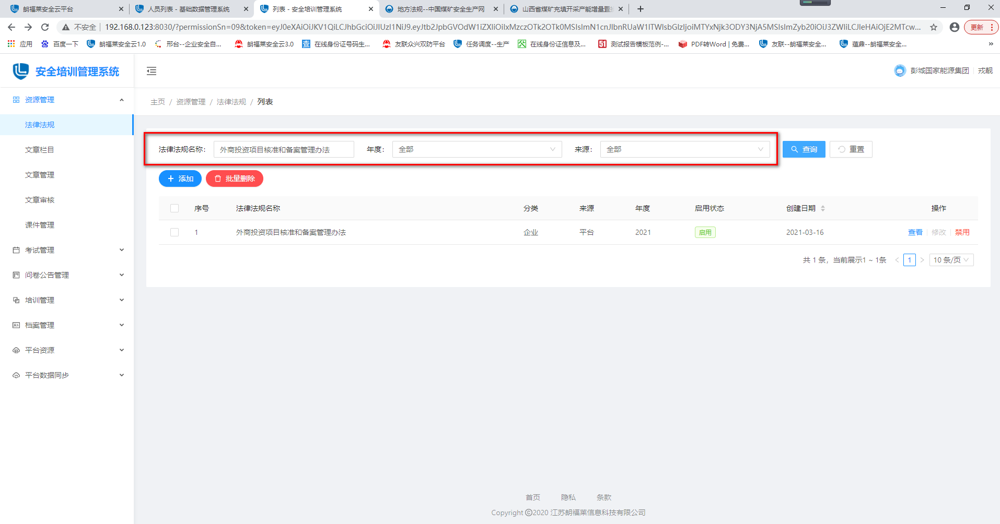 朗福莱安全云平台
人员列表 - 基础数据管理系统
列表 - 安全培训管理系统
地方法规--中国煤矿安全生产网
山西省煤矿充填开采产能增量置
不安全
应用
百度一下
朗福莱安全云1.0
邢台--企业安全自...
朗福莱安全云3.0
查
在线身份证号码生...
友联众兴双防平台
任务调度--生产
在线身份证信息及...
51
测试报告模板范例-...
PDF转Word | 免费...
友联--朗福莱安全...
蕴鼎--朗福莱安全...
更新
安全培训管理系统
彭城国家能源集团
戎靓
主页 / 资源管理 / 法律法规 / 列表
资源管理
法律法规
文章栏目
文章管理
文章审核
课件管理
考试管理
问卷公告管理
培训管理
档案管理
平台资源
平台数据同步
法律法规名称: 外商投资项目核准和备案管理办法 年度: 全部 来源: 全部 查询 重置
添加 批量删除
序号 法律法规名称 分类 来源 年度 启用状态 创建日期 操作
1 外商投资项目核准和备案管理办法 企业 平台 2021 启用 2021-03-16 查看 修改 禁用
共 1 条，当前展示1 ~ 1条 < 1 > 10 条/页
首页 隐私 条款
Copyright ©2020 江苏朗福莱信息科技有限公司